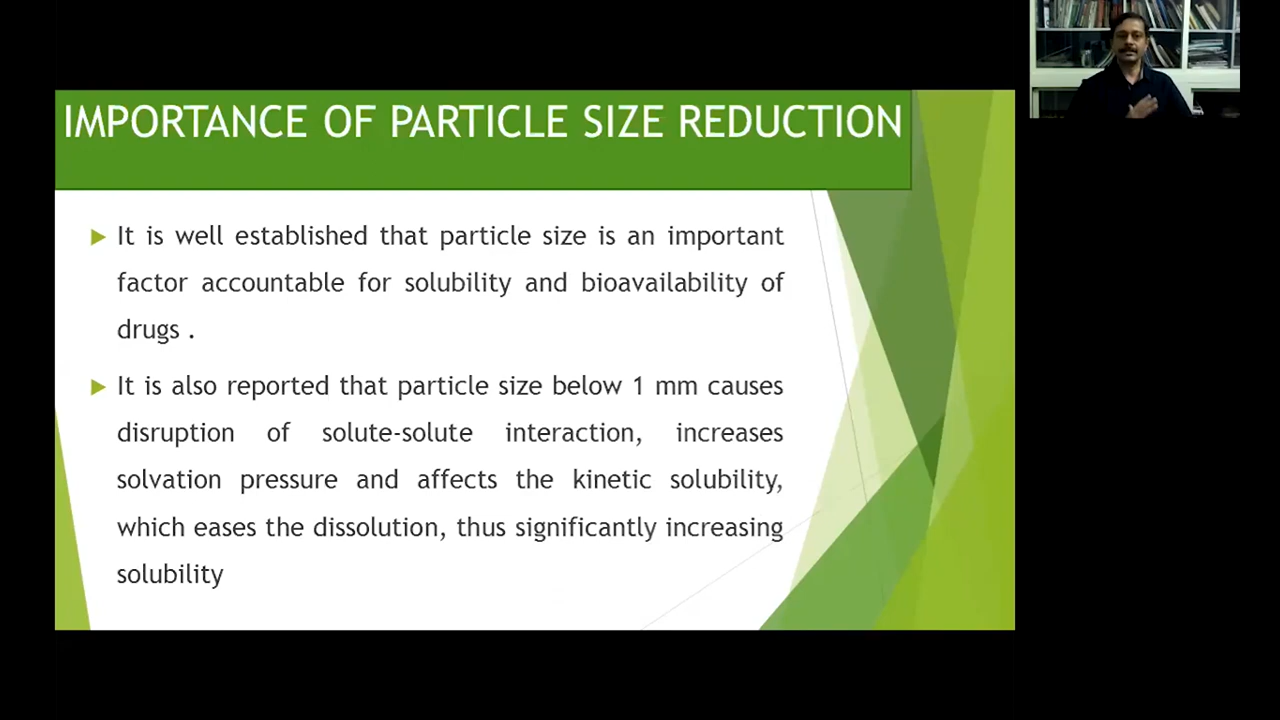 IMPORTANCE OF PARTICLE SIZE REDUCTION
It is well established that particle size is an important
factor accountable for solubility and bioavailability of
drugs .
It is also reported that particle size below 1 mm causes
disruption of solute-solute interaction, increases
solvation pressure and affects the kinetic solubility,
which eases the dissolution, thus significantly increasing
solubility